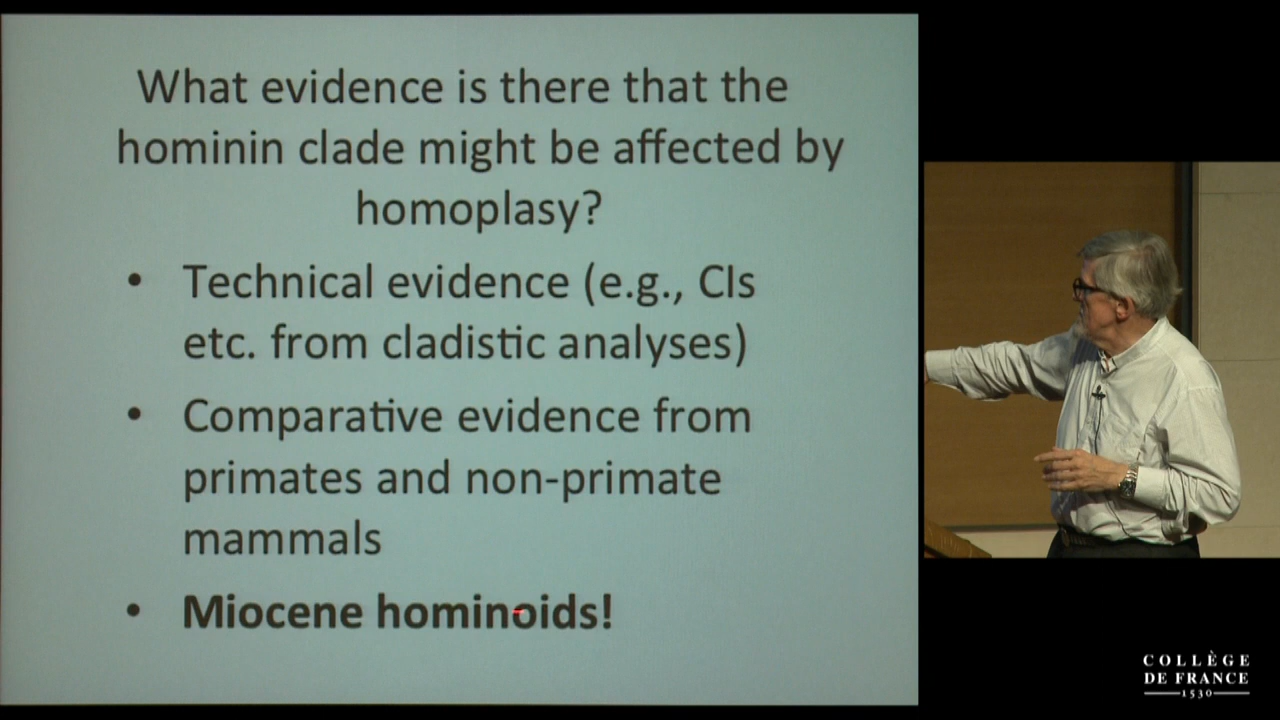 What evidence is there that the
hominin clade might be affected by
homoplasy?
• Technical evidence (e.g., CIs
etc. from cladistic analyses)
• Comparative evidence from
primates and non-primate
mammals
• Miocene hominoids!
COLLÈGE
DE FRANCE
1530